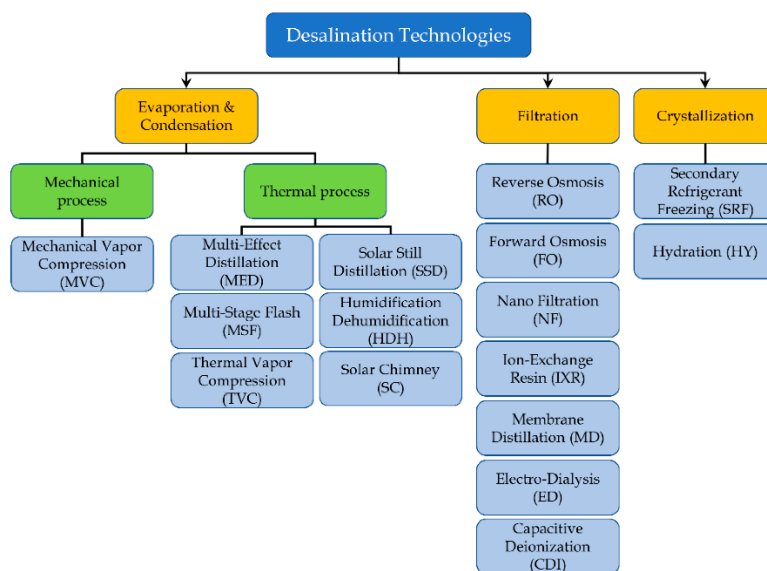 Desalination Technologies
Evaporation &
Condensation
Filtration
Crystallization
Mechanical
process
Thermal process
Mechanical Vapor
Compression
(MVC)
Multi-Effect
Distillation
(MED)
Multi-Stage Flash
(MSF)
Thermal Vapor
Compression
(TVC)
Solar Still
Distillation (SSD)
Humidification
Dehumidification
(HDH)
Solar Chimney
(SC)
Reverse Osmosis
(RO)
Forward Osmosis
(FO)
Nano Filtration
(NF)
Ion-Exchange
Resin (IXR)
Membrane
Distillation (MD)
Electro-Dialysis
(ED)
Capacitive
Deionization
(CDI)
Secondary
Refrigerant
Freezing (SRF)
Hydration (HY)